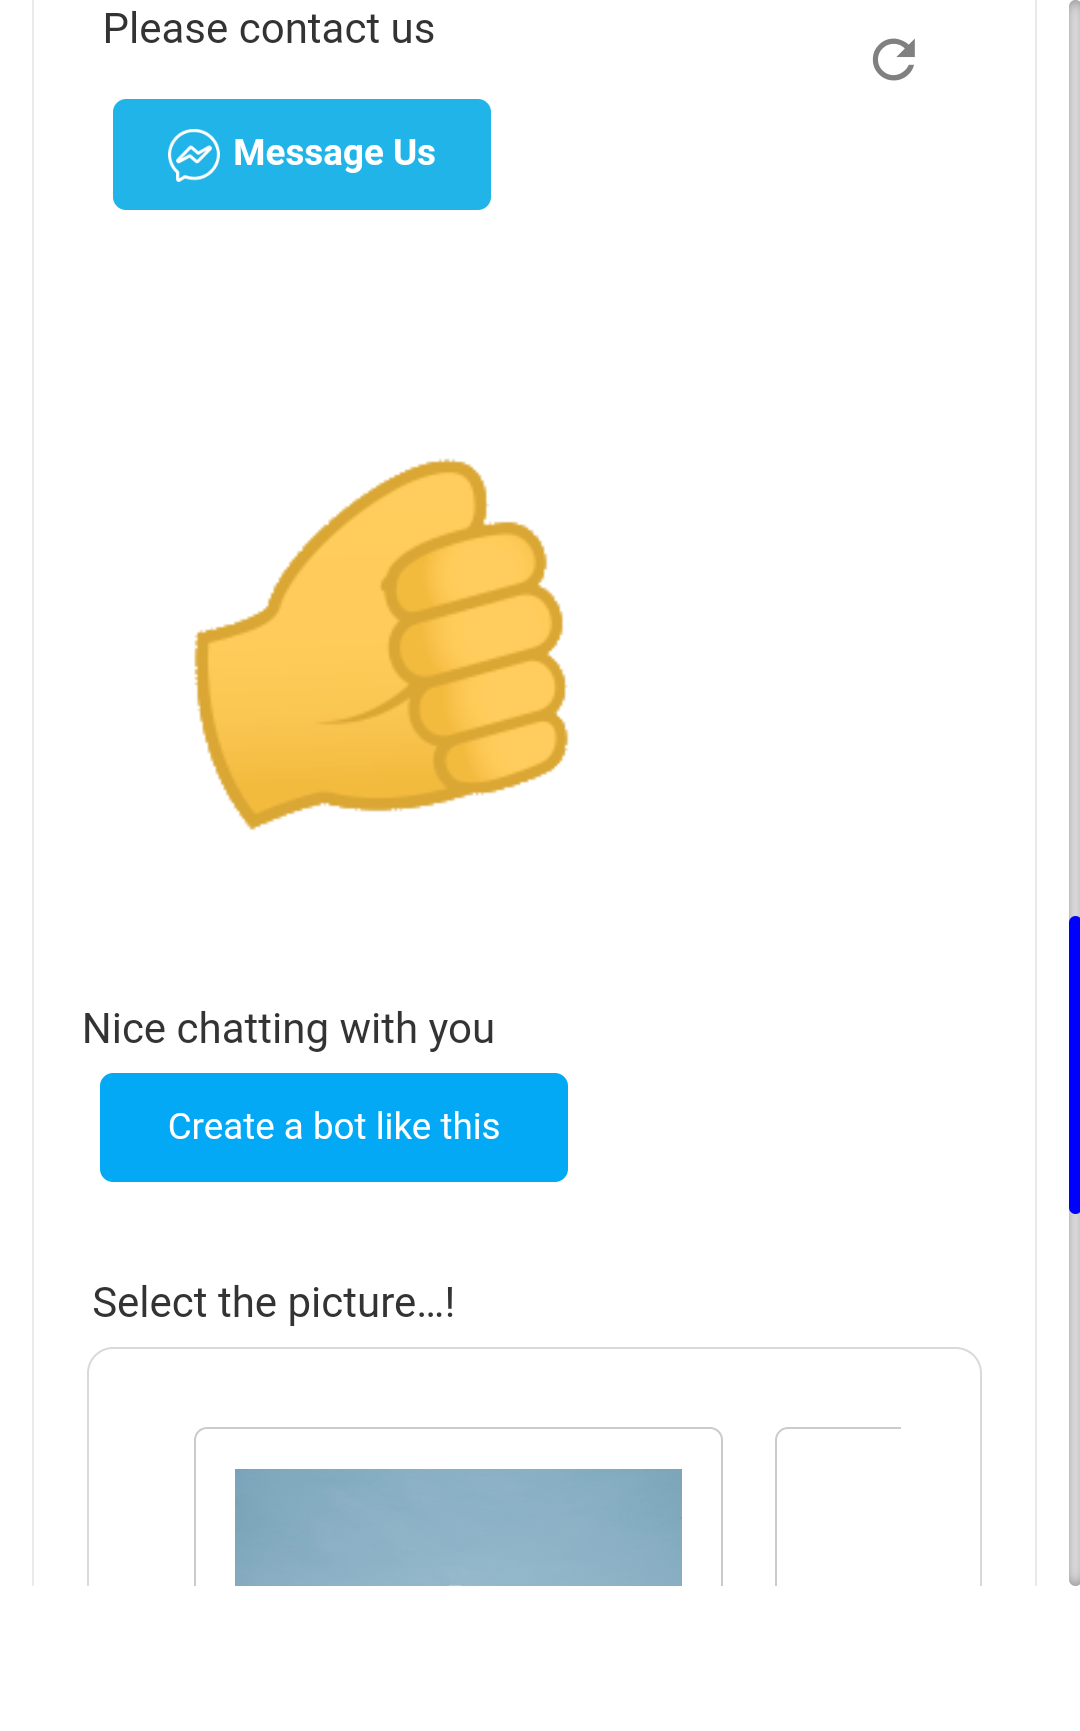 Please contact us
Message Us
Nice chatting with you
Create a bot like this
Select the picture...!